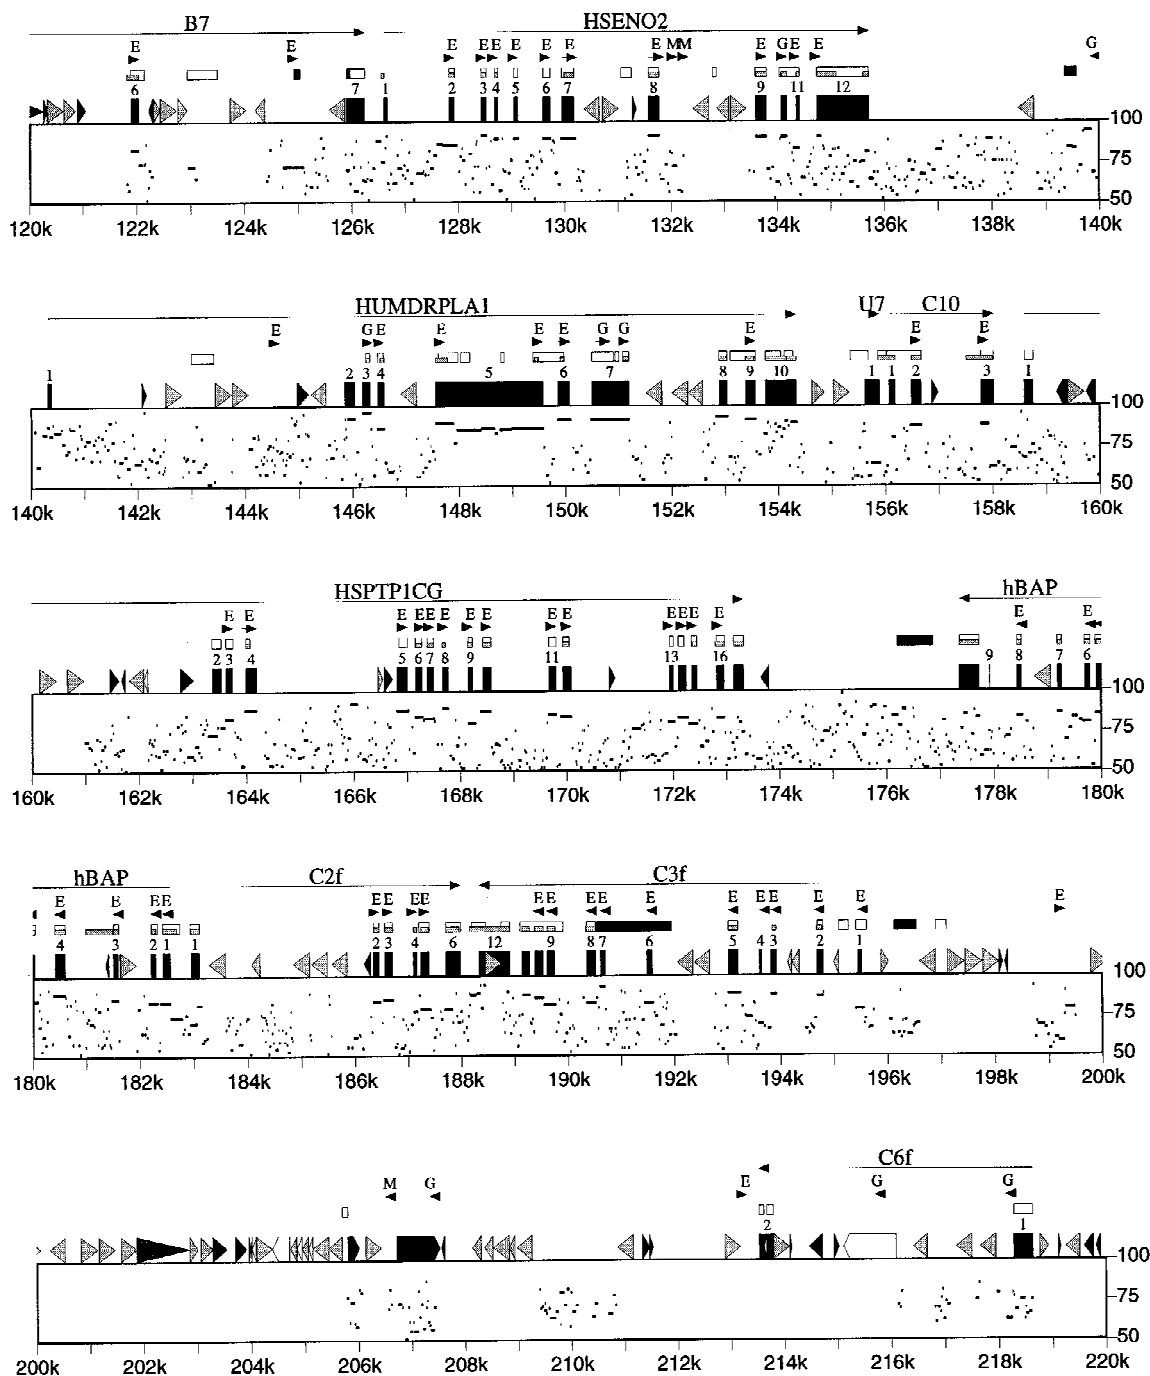 B7 HSENO2
E E E E E E E E E M M E G E E G
6 7 1 2 3 4 5 6 7 8 9 11 12
100
75
50
120k 122k 124k 126k 128k 130k 132k 134k 136k 138k 140k
HUMDRPLA1 U7 C10
E G E E E E G G E E E
1 2 3 4 5 6 7 8 9 10 1 1 2 3 1
100
75
50
140k 142k 144k 146k 148k 150k 152k 154k 156k 158k 160k
HSPTP1CG hBAP
E E E E E E E E E E E E E E E E E
2 3 4 5 6 7 8 9 11 13 16 9 8 7 6
100
75
50
160k 162k 164k 166k 168k 170k 172k 174k 176k 178k 180k
hBAP C2f C3f
E E E E E E E E E E E E E E E E E E E
4 3 2 1 1 2 3 4 6 12 9 8 7 6 5 4 3 2 1
100
75
50
180k 182k 184k 186k 188k 190k 192k 194k 196k 198k 200k
C6f
M G E G G
2 1
100
75
50
200k 202k 204k 206k 208k 210k 212k 214k 216k 218k 220k